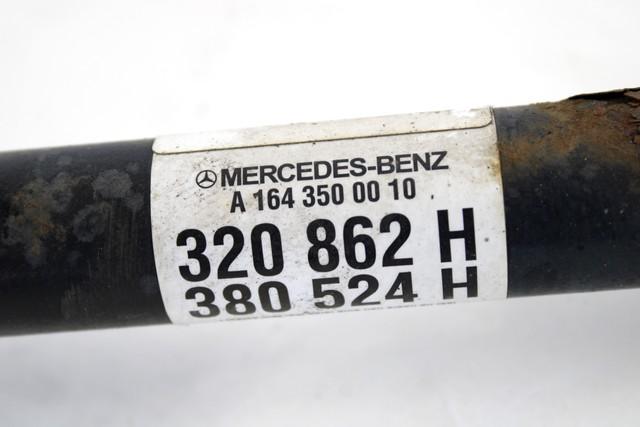 MERCEDES-BENZ
A 164 350 00 10
320 862 H
380 524 H